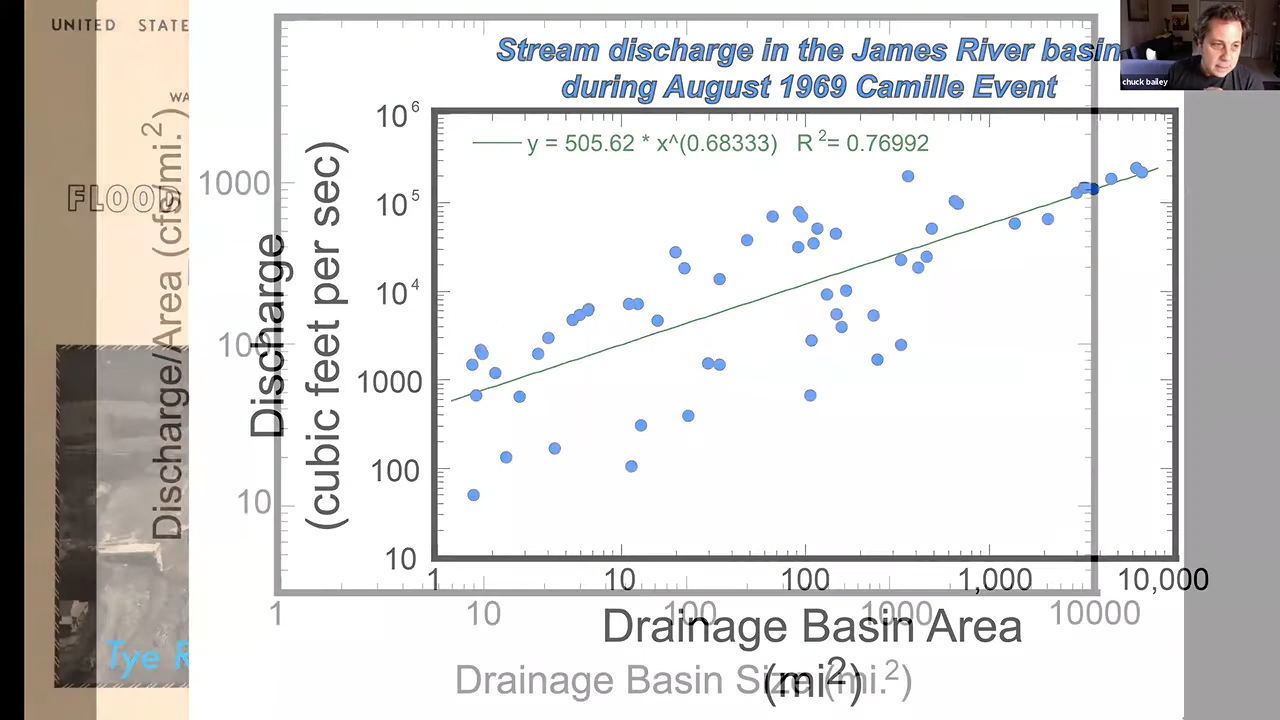 UNITED STATE
WA
FLOOD
Tye R
chuck bailey
Stream discharge in the James River basin
during August 1969 Camille Event
y = 505.62 * x^(0.68333) R²= 0.76992
Discharge
(cubic feet per sec)
10⁶
10⁵
10⁴
1000
100
10
1 10 100 1,000 10,000
Drainage Basin Area
(mi²)
Discharge/Area (cfs/mi.²)
1000
100
10
1 10 100 1000 10000
Drainage Basin Size (mi.²)